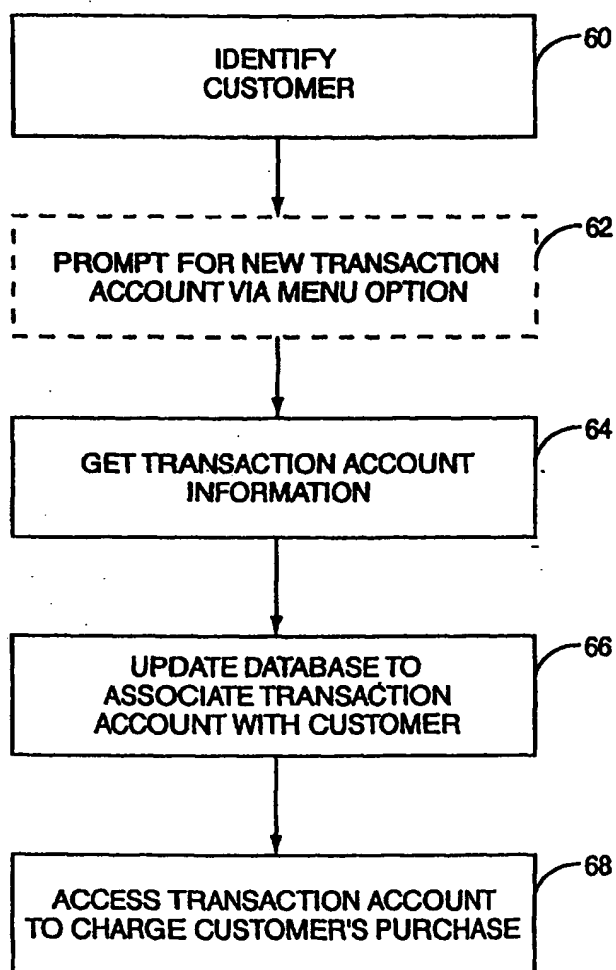 60
IDENTIFY
CUSTOMER
62
PROMPT FOR NEW TRANSACTION
ACCOUNT VIA MENU OPTION
64
GET TRANSACTION ACCOUNT
INFORMATION
66
UPDATE DATABASE TO
ASSOCIATE TRANSACTION
ACCOUNT WITH CUSTOMER
68
ACCESS TRANSACTION ACCOUNT
TO CHARGE CUSTOMER'S PURCHASE